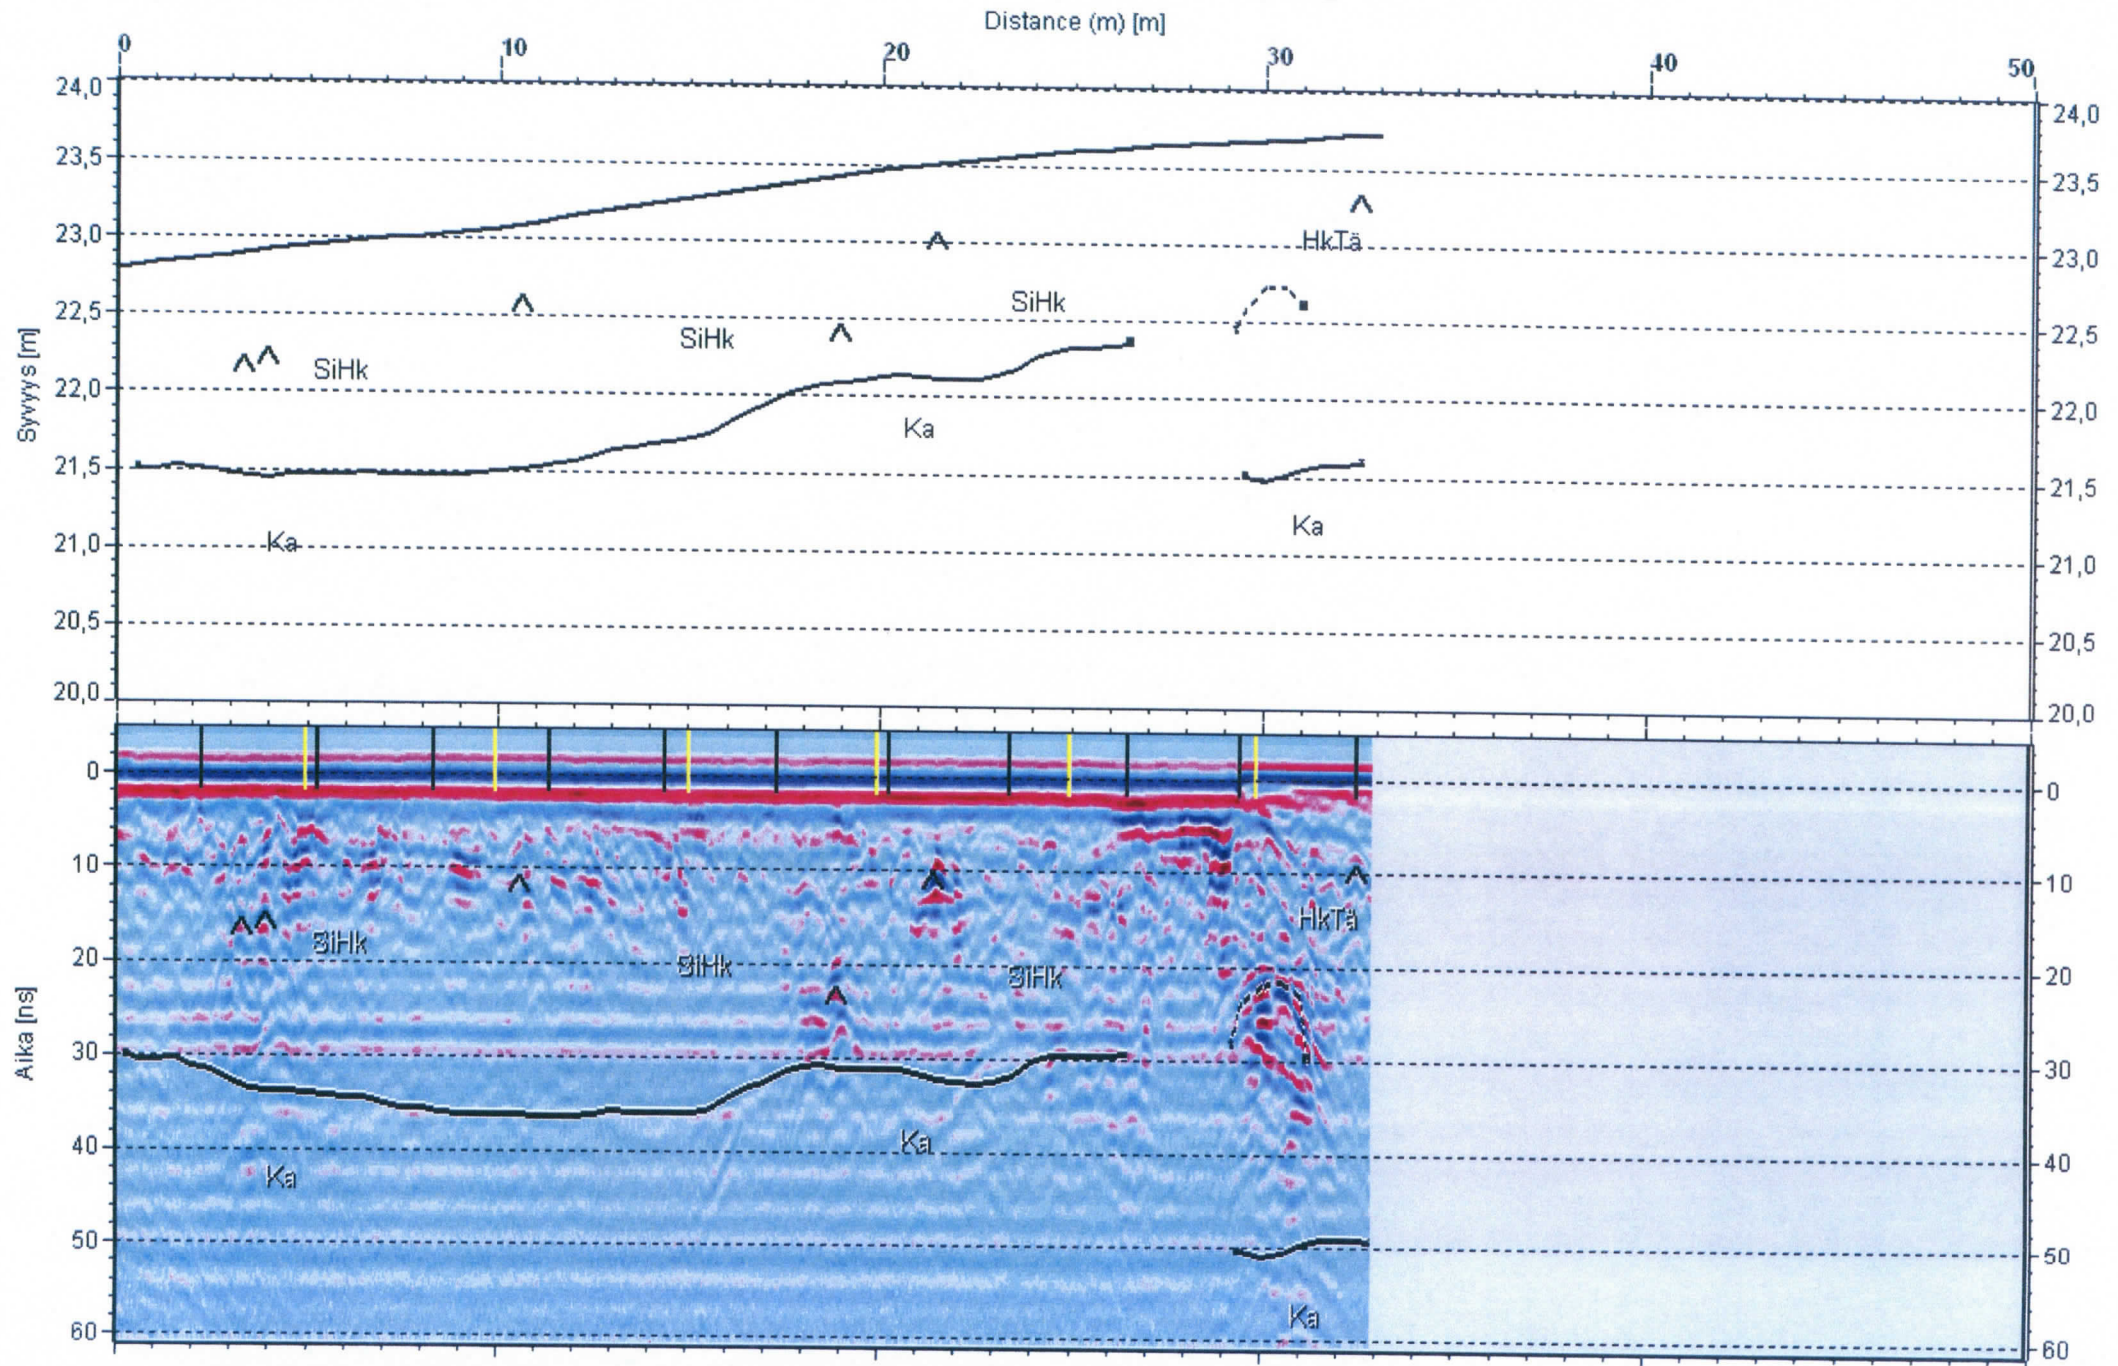 Distance (m) [m]
0 10 20 30 40 50
24,0 24,0
23,5 23,5
23,0 23,0
22,5 22,5
22,0 22,0
21,5 21,5
21,0 21,0
20,5 20,5
20,0 20,0
Syvyys [m]
HkTä
SiHk
SiHk
SiHk
Ka
Ka
Ka
0 0
10 10
20 20
30 30
40 40
50 50
60 60
Aika [ns]
HkTä
SiHk
SiHk
SiHk
Ka
Ka
Ka